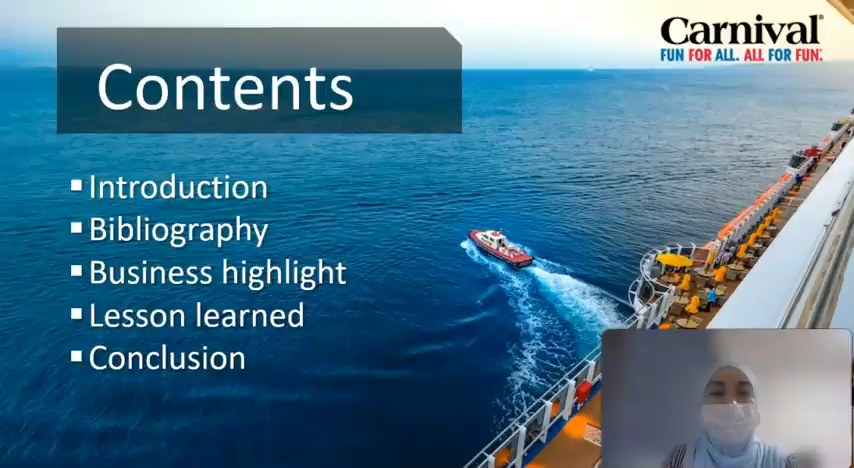 Carnival®
FUN FOR ALL. ALL FOR FUN.
Contents
Introduction
Bibliography
Business highlight
Lesson learned
Conclusion